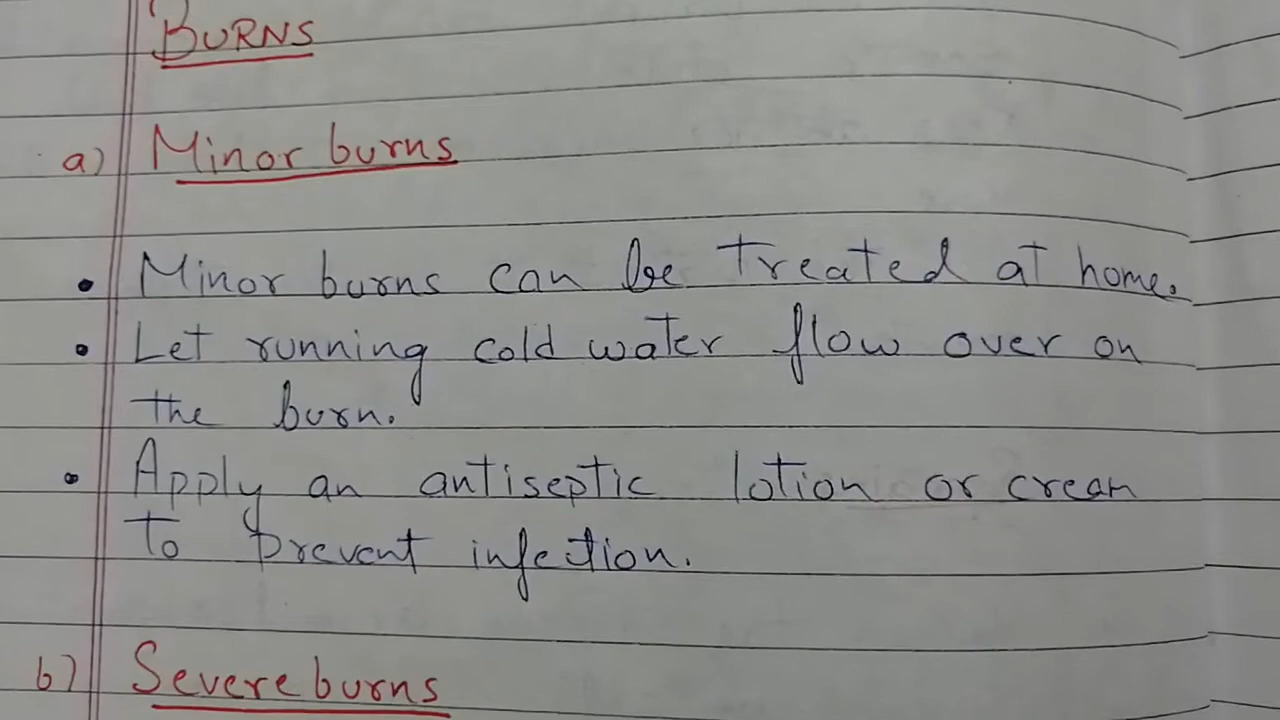 BURNS
a) Minor burns
• Minor burns can be treated at home.
• Let running cold water flow over on
the burn.
• Apply an antiseptic lotion or cream
to prevent infection.
b) Severe burns